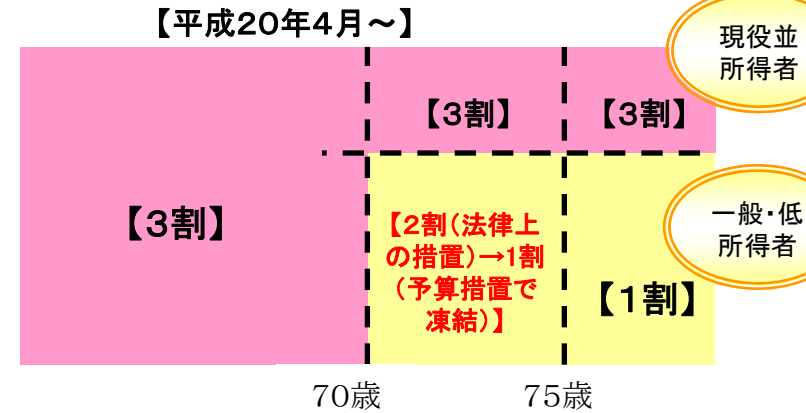 【平成20年4月～】
現役並
所得者
【3割】
【3割】
【3割】
【2割(法律上
の措置)→1割
(予算措置で
凍結)】
一般・低
所得者
【1割】
70歳
75歳